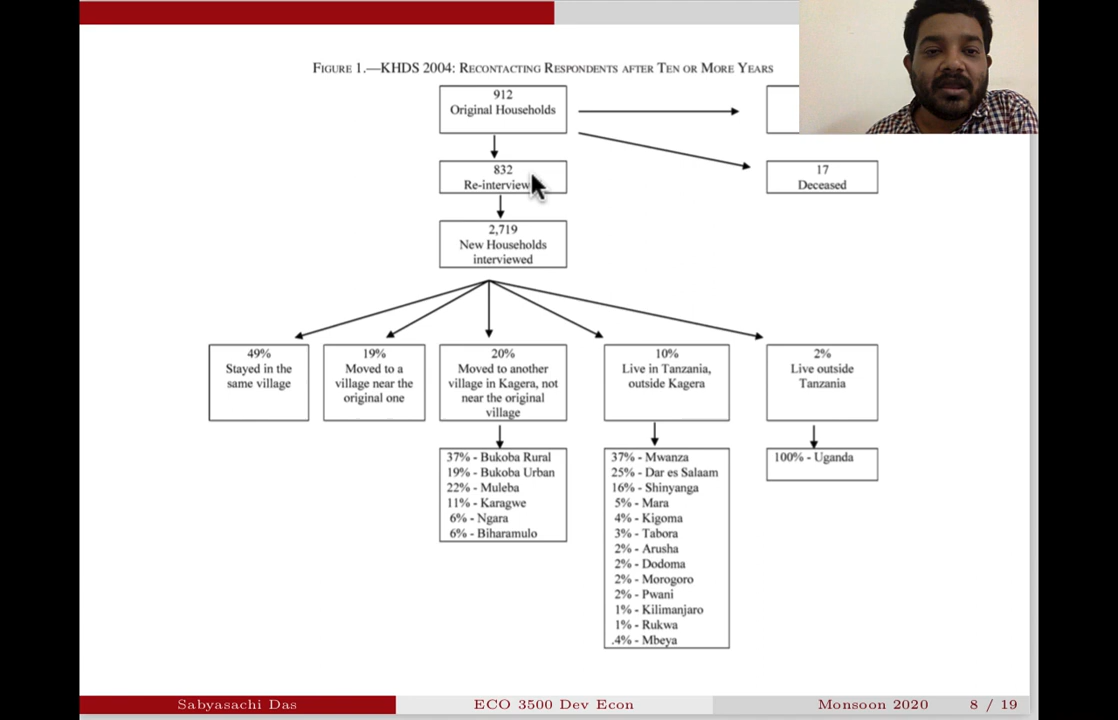 FIGURE 1.—KHDS 2004: RECONTACTING RESPONDENTS AFTER TEN OR MORE YEARS
912
Original Households
832
Re-interview
17
Deceased
2,719
New Households
interviewed
49%
Stayed in the
same village
19%
Moved to a
village near the
original one
20%
Moved to another
village in Kagera, not
near the original
village
10%
Live in Tanzania,
outside Kagera
2%
Live outside
Tanzania
37% - Bukoba Rural
19% - Bukoba Urban
22% - Muleba
11% - Karagwe
6% - Ngara
6% - Biharamulo
37% - Mwanza
25% - Dar es Salaam
16% - Shinyanga
5% - Mara
4% - Kigoma
3% - Tabora
2% - Arusha
2% - Dodoma
2% - Morogoro
2% - Pwani
1% - Kilimanjaro
1% - Rukwa
.4% - Mbeya
100% - Uganda
Sabyasachi Das ECO 3500 Dev Econ Monsoon 2020 8 / 19